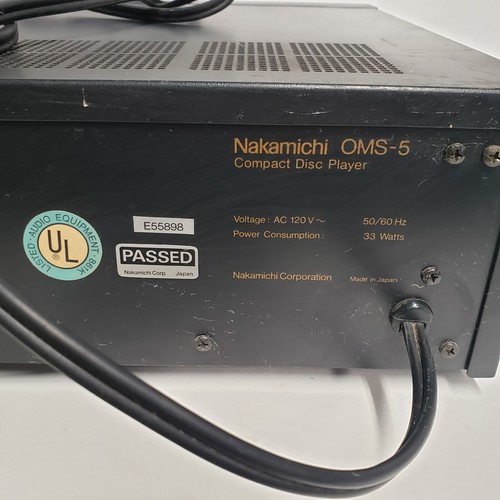 Nakamichi OMS-5
Compact Disc Player
E55898
Voltage: AC 120 V~ 50/60 Hz
Power Consumption: 33 Watts
LISTED·AUDIO EQUIPMENT·86IK
UL
®
PASSED
Nakamichi Corp. Japan
Nakamichi Corporation Made in Japan